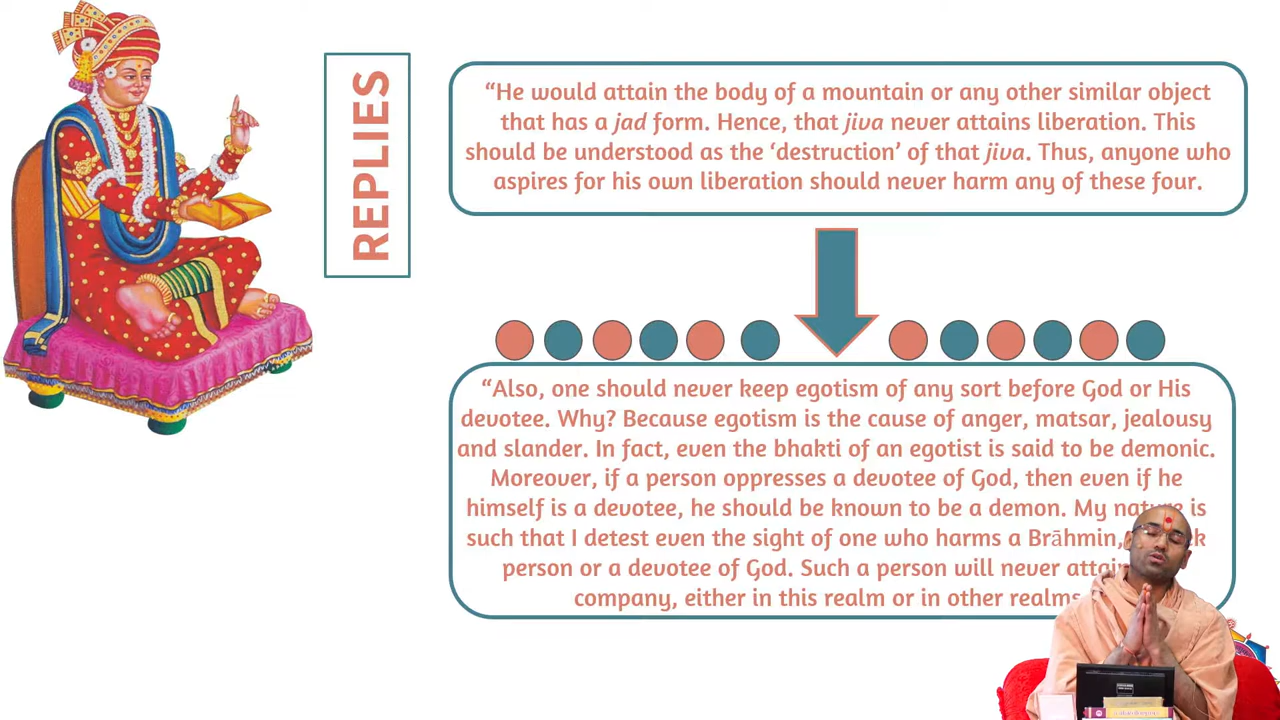 REPLIES
“He would attain the body of a mountain or any other similar object
that has a jad form. Hence, that jiva never attains liberation. This
should be understood as the ‘destruction’ of that jiva. Thus, anyone who
aspires for his own liberation should never harm any of these four.
“Also, one should never keep egotism of any sort before God or His
devotee. Why? Because egotism is the cause of anger, matsar, jealousy
and slander. In fact, even the bhakti of an egotist is said to be demonic.
Moreover, if a person oppresses a devotee of God, then even if he
himself is a devotee, he should be known to be a demon. My nature is
such that I detest even the sight of one who harms a Brāhmin,
person or a devotee of God. Such a person will never
company, either in this realm or in other realms